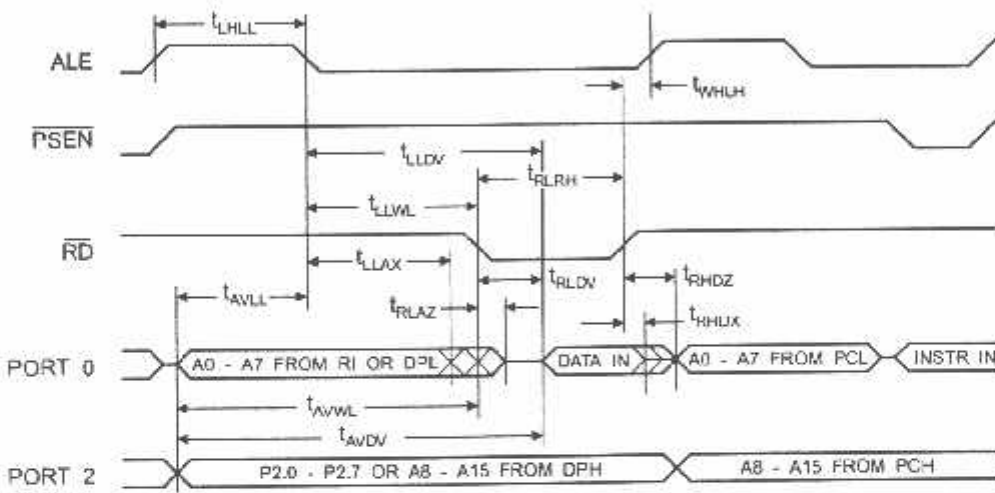 tLHLL
ALE
tWHLH
PSEN
tLLDV
tRLRH
tLLWL
RD
tLLAX
tRLDV
tRHDZ
tAVLL
tRLAZ
tRHDX
PORT 0
A0 - A7 FROM RI OR DPL
DATA IN
A0 - A7 FROM PCL
INSTR IN
tAVWL
tAVDV
PORT 2
P2.0 - P2.7 OR A8 - A15 FROM DPH
A8 - A15 FROM PCH